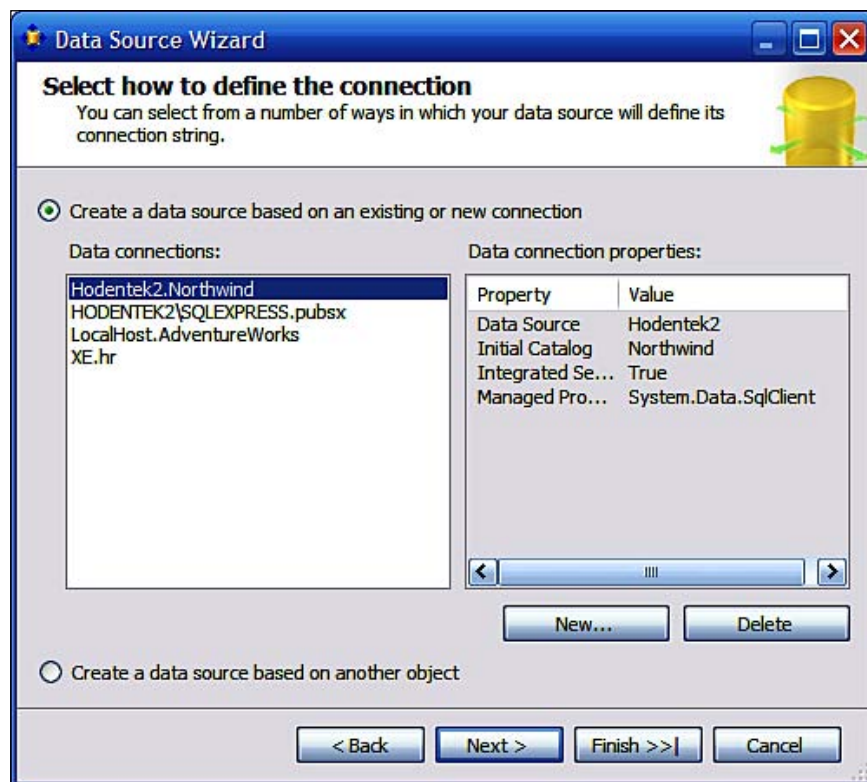 Data Source Wizard
Select how to define the connection
You can select from a number of ways in which your data source will define its
connection string.
Create a data source based on an existing or new connection
Data connections:
Hodentek2.Northwind
HODENTEK2\SQLEXPRESS.pubsx
LocalHost.AdventureWorks
XE.hr
Data connection properties:
Property Value
Data Source Hodentek2
Initial Catalog Northwind
Integrated Se... True
Managed Pro... System.Data.SqlClient
New... Delete
Create a data source based on another object
< Back Next > Finish >>| Cancel